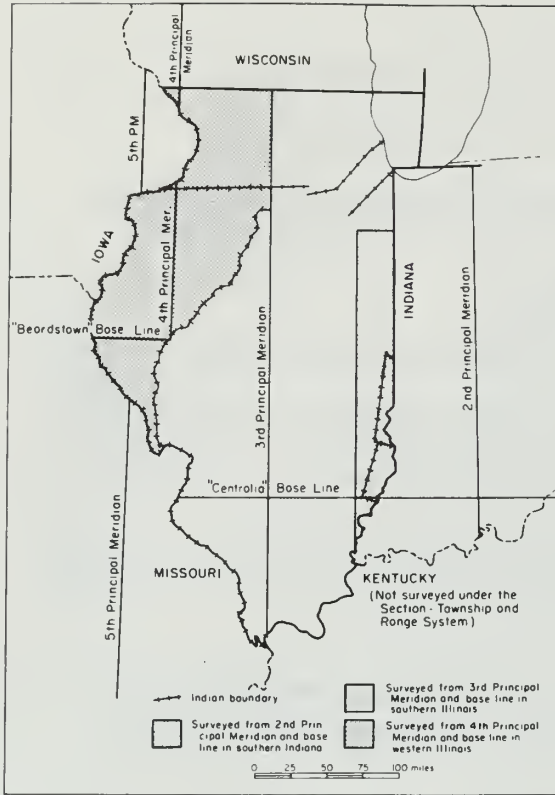 4th Principal
Meridian
WISCONSIN
5th PM
IOWA
4th Principal Mer.
3rd Principal Meridian
INDIANA
2nd Principal Meridian
"Beardstown" Base Line
"Centralia" Base Line
5th Principal Meridian
MISSOURI
KENTUCKY
(Not surveyed under the
Section - Township and
Range System)
Indian boundary
Surveyed from 2nd Prin
cipal Meridian and base
line in southern Indiana
Surveyed from 3rd Principal
Meridian and base line in
southern Illinois
Surveyed from 4th Principal
Meridian and base line in
western Illinois
0 25 50 75 100 miles